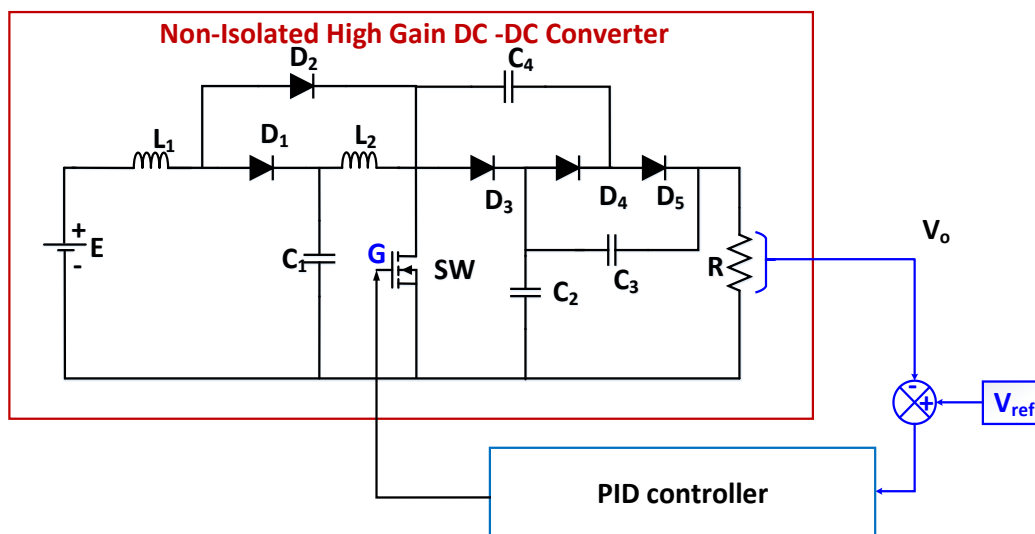 Non-Isolated High Gain DC -DC Converter
D2
C4
L1
D1
L2
D3
D4
D5
+
E
-
C1
G
SW
C2
C3
R
Vo
-
+
Vref
PID controller